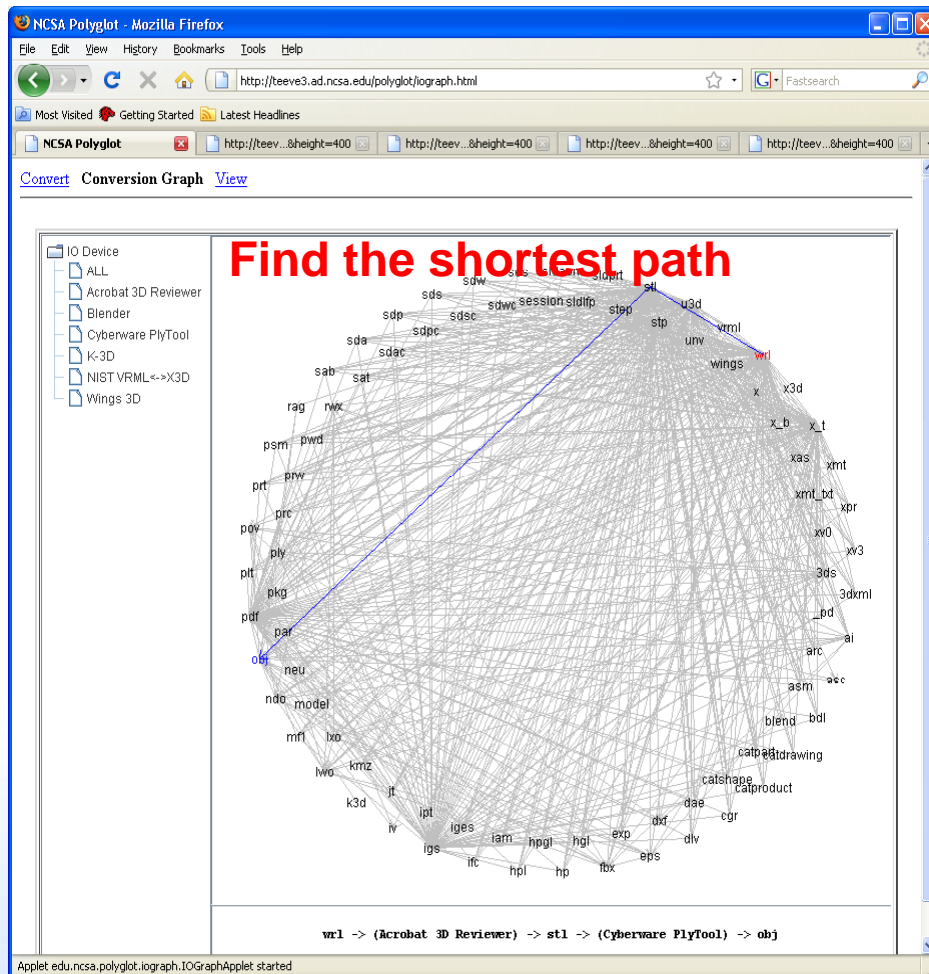 NCSA Polyglot - Mozilla Firefox
File Edit View History Bookmarks Tools Help
http://teeve3.ad.ncsa.edu/polyglot/iograph.html
G Fastsearch
Most Visited Getting Started Latest Headlines
NCSA Polyglot http://teev...&height=400 http://teev...&height=400 http://teev...&height=400 http://teev...&height=400
Convert Conversion Graph View
IO Device
ALL
Acrobat 3D Reviewer
Blender
Cyberware PlyTool
K-3D
NIST VRML<->X3D
Wings 3D
Find the shortest path
sdw sldprt stl
sds sdwc session sldlfp step u3d
sdp sdsc stp vrml
sda sdpc unv
sdac wings wrl
sab sat x x3d
rag rwx x_b x_t
psm pwd xas xmt
prt prw xmt_txt
pov prc xpr
ply xv0 xv3
plt 3ds
pkg 3dxml
pdf _pd
par ai
obj arc
neu asm asc
ndo model blend bdl
mf1 lxo catpart catdrawing
lwo kmz catshape catproduct
k3d jt dae cgr
iv ipt iges dxf dlv
igs iam hpgl hgl exp
ifc hpl hp fbx eps
wrl -> (Acrobat 3D Reviewer) -> stl -> (Cyberware PlyTool) -> obj
Applet edu.ncsa.polyglot.iograph.IOGraphApplet started